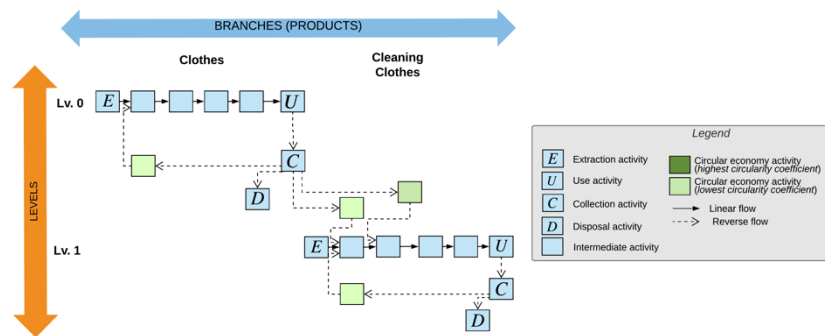 BRANCHES (PRODUCTS)
Clothes
Cleaning
Clothes
LEVELS
Lv. 0
E
U
C
D
Lv. 1
E
U
C
D
Legend
E Extraction activity
U Use activity
C Collection activity
D Disposal activity
Intermediate activity
Circular economy activity
(highest circularity coefficient)
Circular economy activity
(lowest circularity coefficient)
Linear flow
Reverse flow